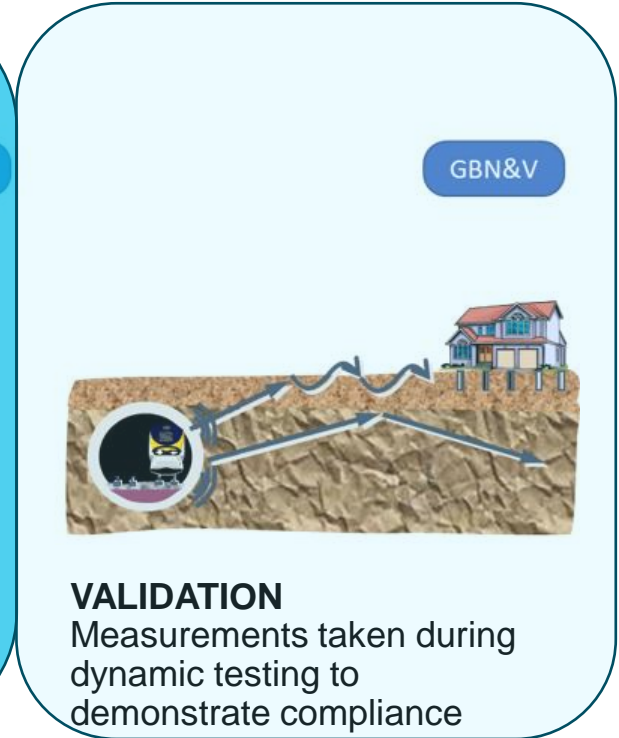 GBN&V
VALIDATION
Measurements taken during
dynamic testing to
demonstrate compliance